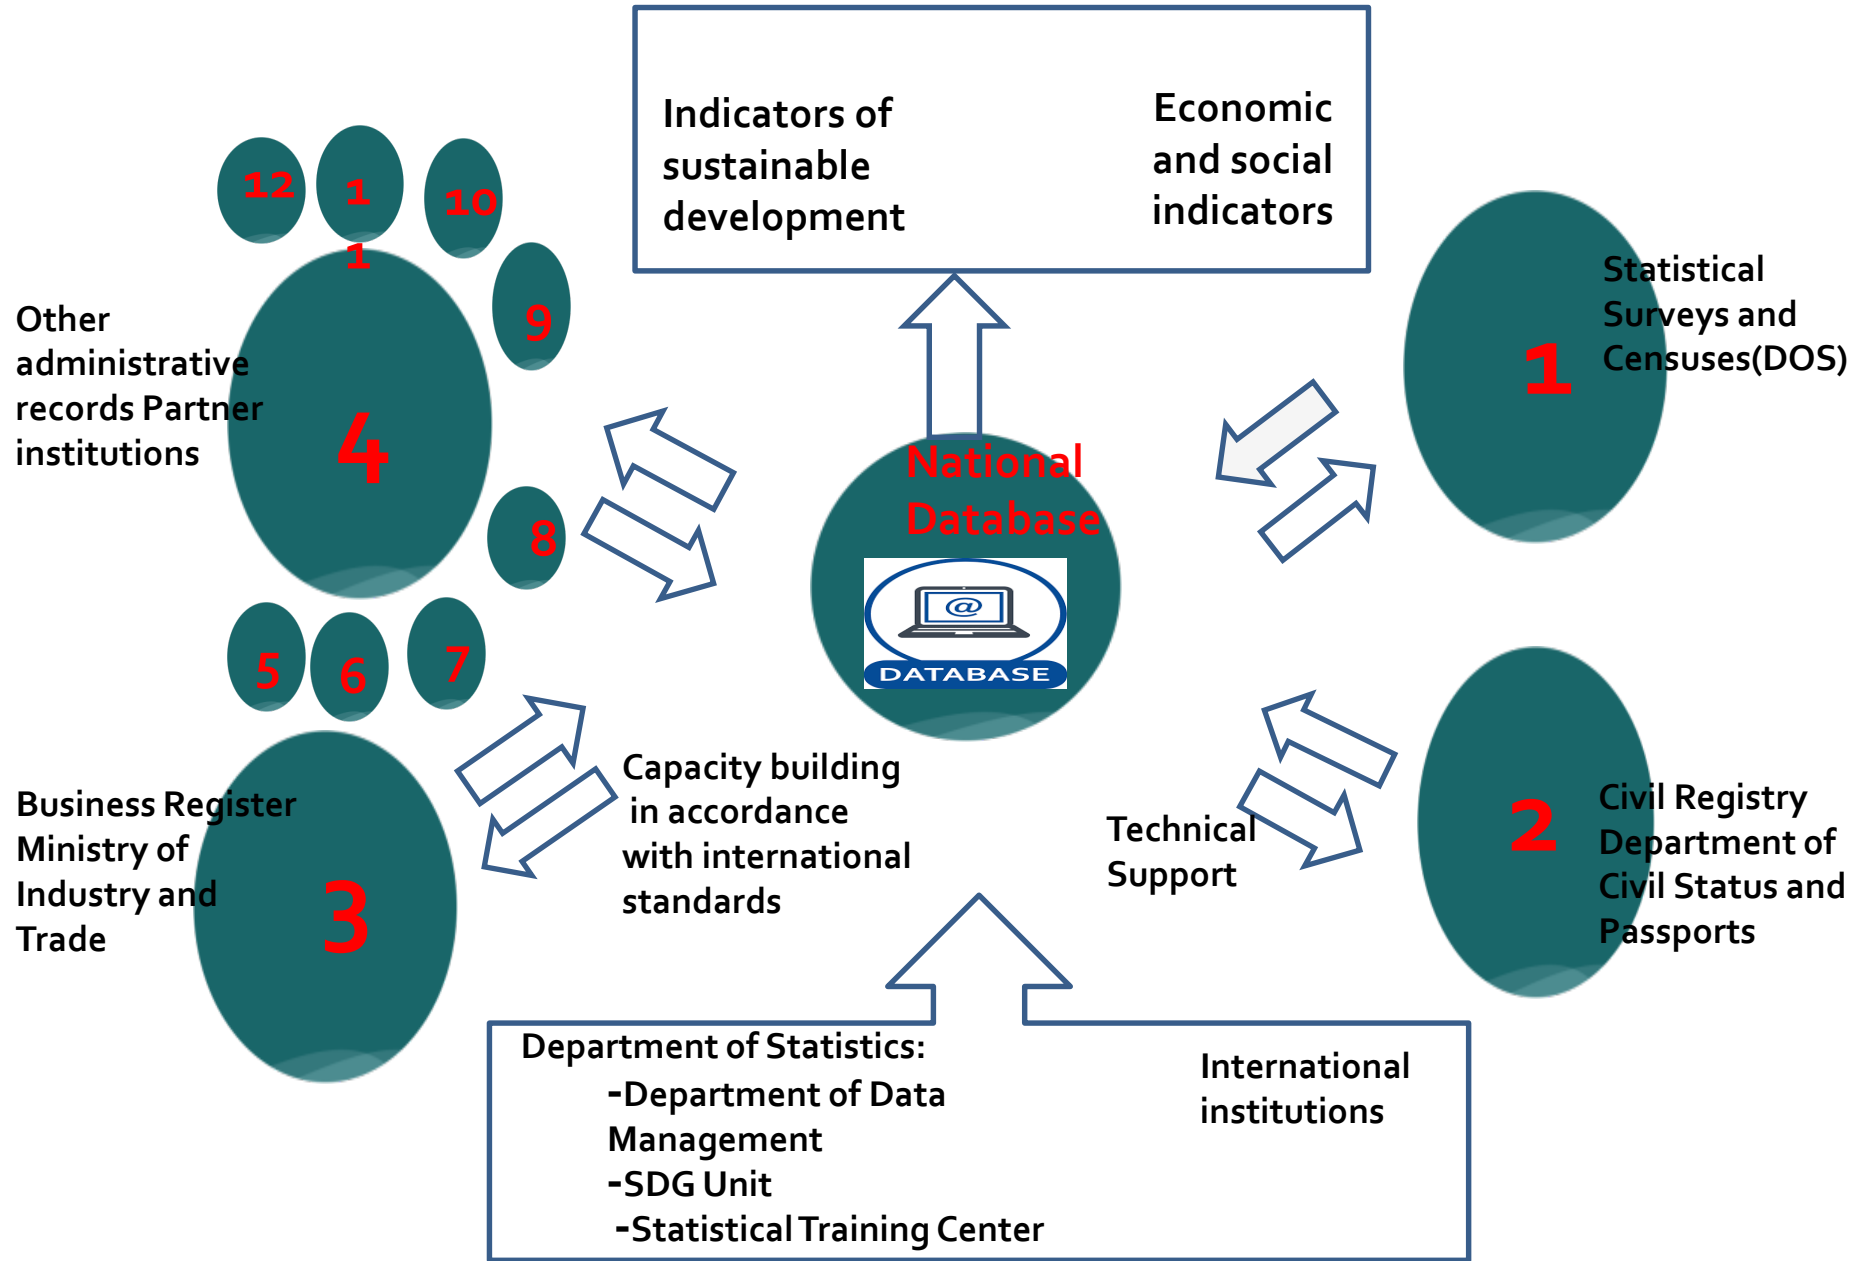 Indicators of
sustainable
development
Economic
and social
indicators
12
1
1
10
9
4
8
5
6
7
Other
administrative
records Partner
institutions
1
Statistical
Surveys and
Censuses(DOS)
National
Database
@
DATABASE
Business Register
Ministry of
Industry and
Trade
3
Capacity building
in accordance
with international
standards
Technical
Support
2
Civil Registry
Department of
Civil Status and
Passports
Department of Statistics:
-Department of Data
Management
-SDG Unit
-Statistical Training Center
International
institutions